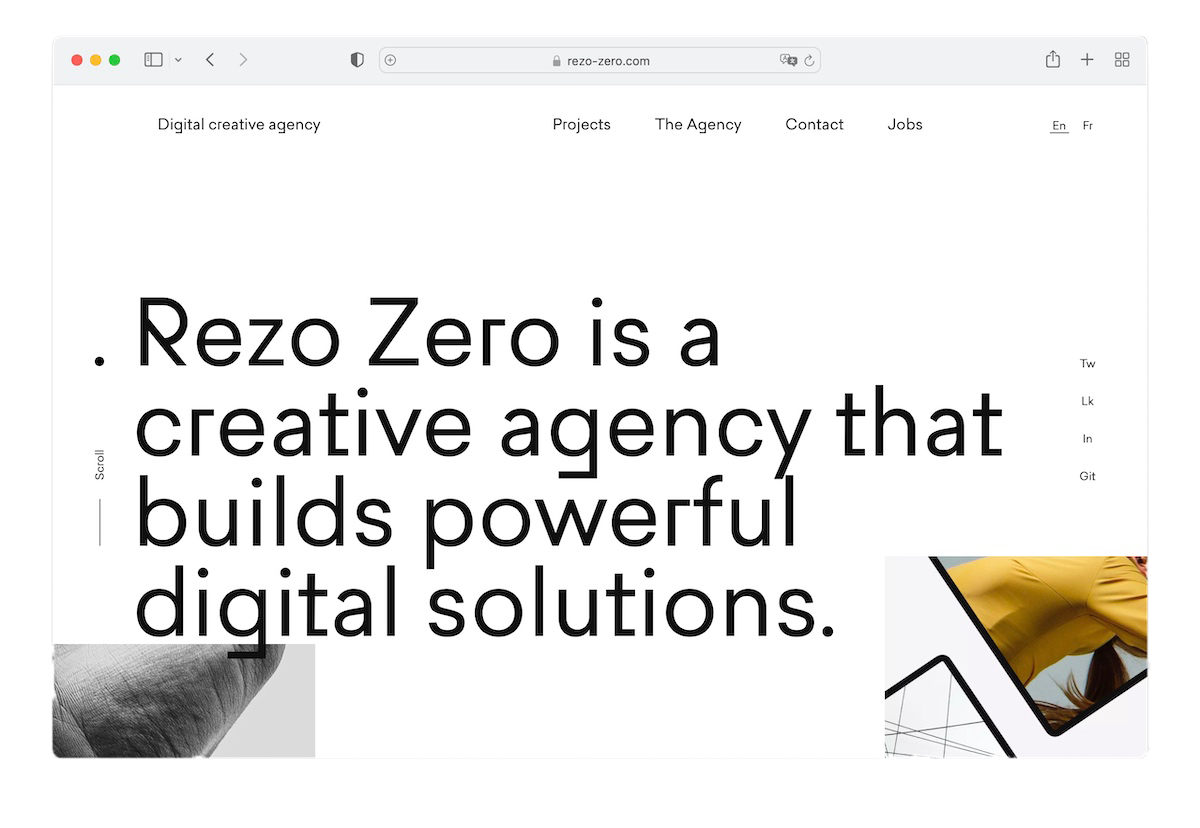 rezo-zero.com
Digital creative agency
Projects
The Agency
Contact
Jobs
En
Fr
. Rezo Zero is a
creative agency that
builds powerful
digital solutions.
Scroll
Tw
Lk
In
Git